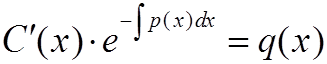 C′(x)·e^{-∫p(x)dx} = q(x)